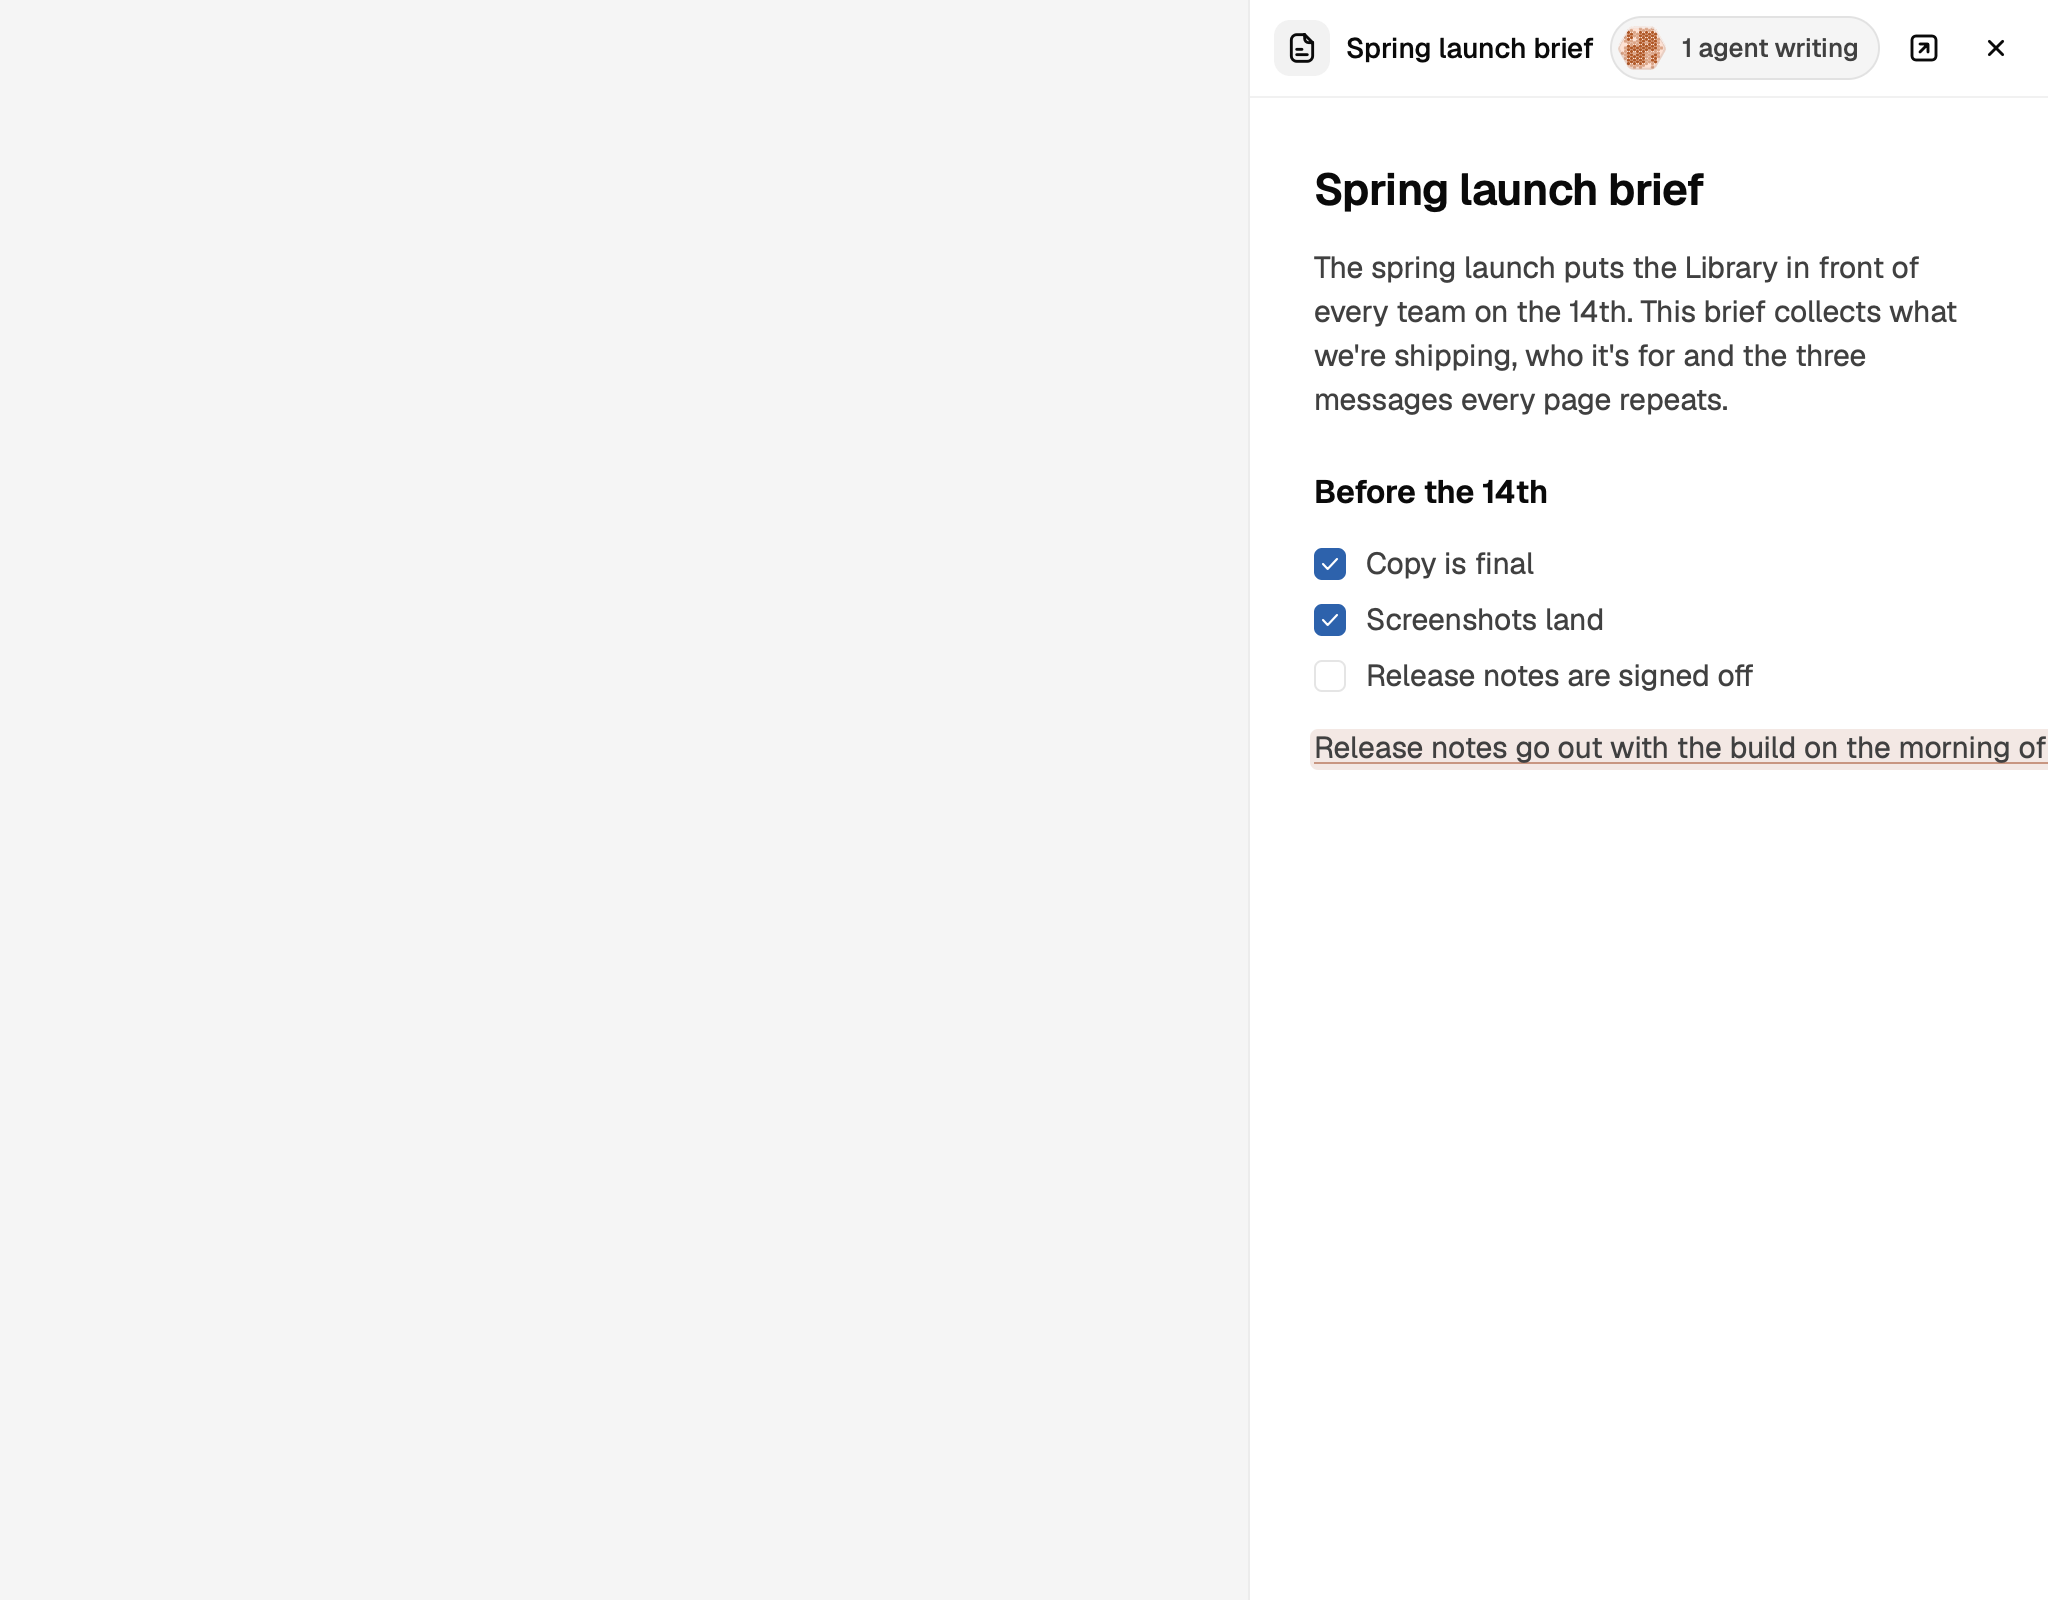 Spring launch brief
1 agent writing
Spring launch brief
The spring launch puts the Library in front of
every team on the 14th. This brief collects what
we're shipping, who it's for and the three
messages every page repeats.
Before the 14th
Copy is final
Screenshots land
Release notes are signed off
Release notes go out with the build on the morning of